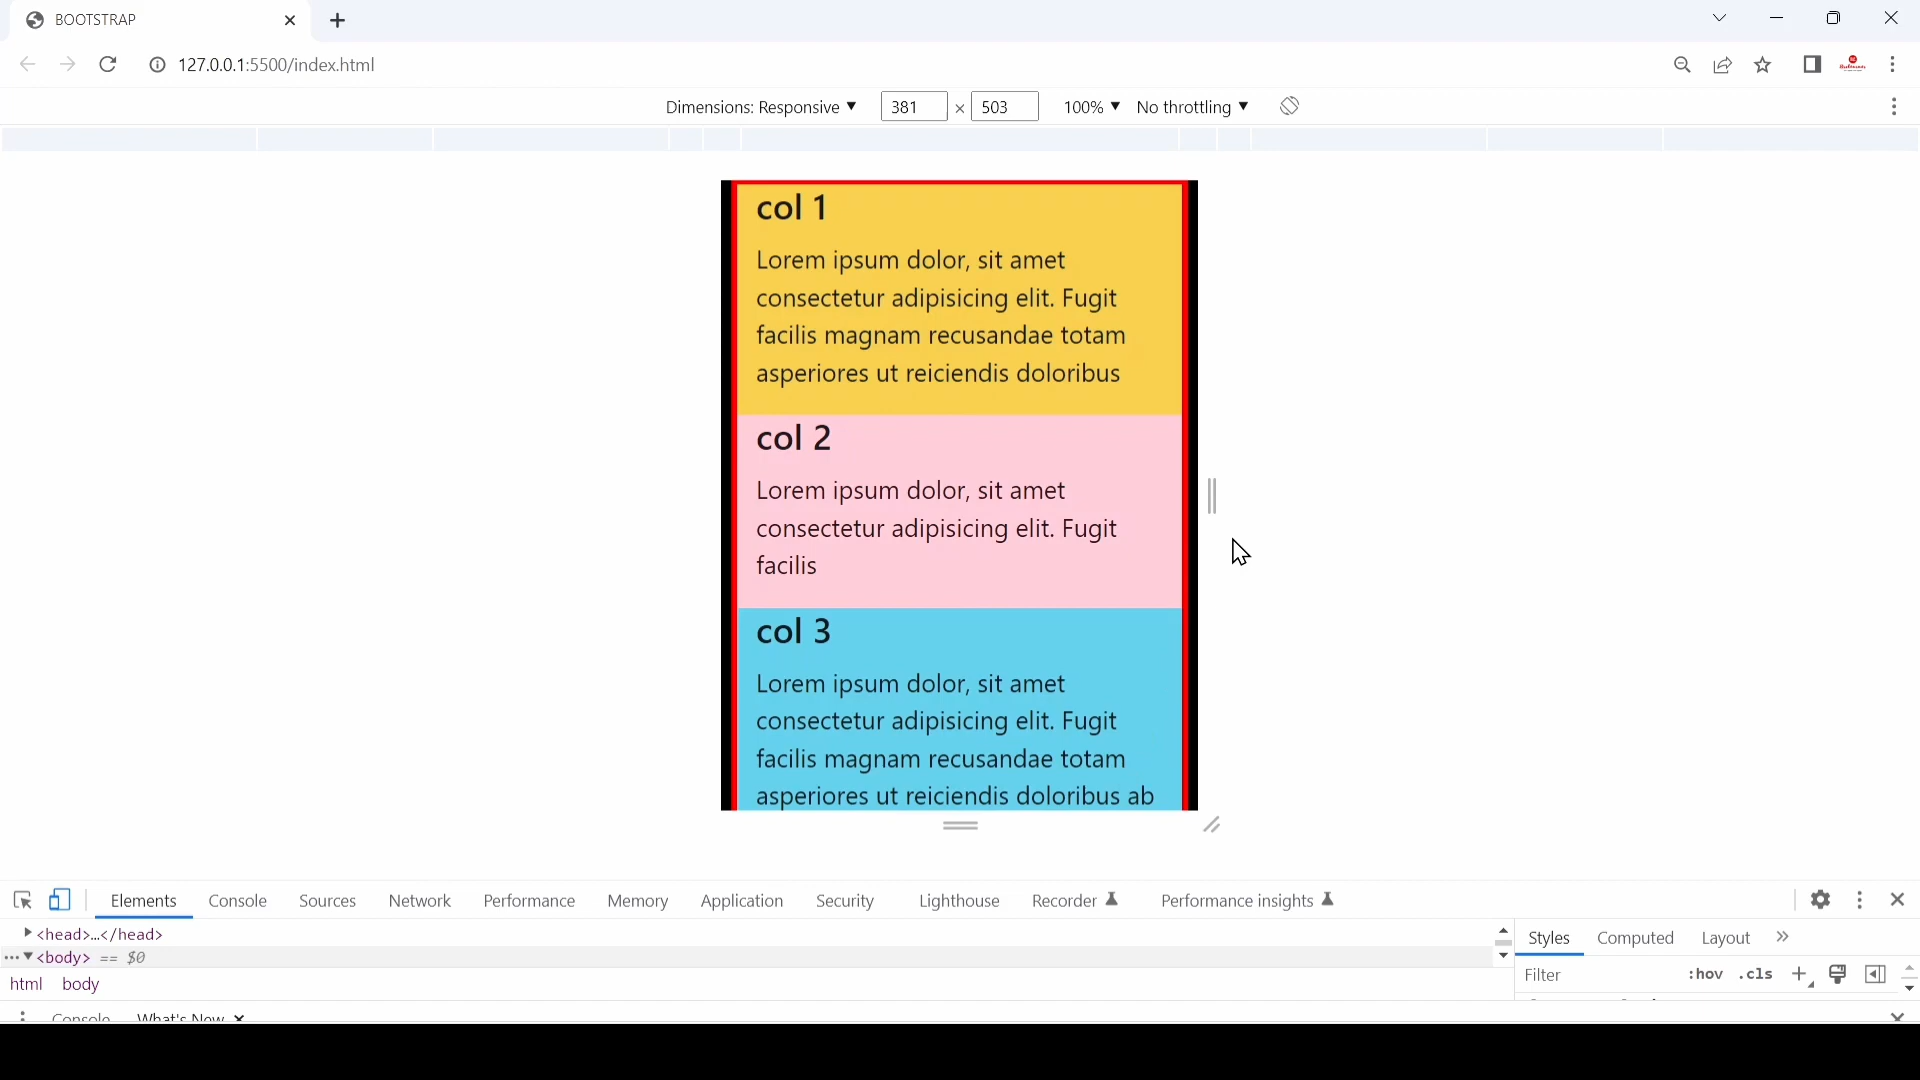 BOOTSTRAP
127.0.0.1:5500/index.html
Dimensions: Responsive ▼ 381 × 503 100% ▼ No throttling ▼
col 1
Lorem ipsum dolor, sit amet
consectetur adipisicing elit. Fugit
facilis magnam recusandae totam
asperiores ut reiciendis doloribus
col 2
Lorem ipsum dolor, sit amet
consectetur adipisicing elit. Fugit
facilis
col 3
Lorem ipsum dolor, sit amet
consectetur adipisicing elit. Fugit
facilis magnam recusandae totam
asperiores ut reiciendis doloribus ab
Elements Console Sources Network Performance Memory Application Security Lighthouse Recorder Performance insights
<head>…</head>
Styles Computed Layout »
… ▼<body> == $0
Filter :hov .cls
html body
Console What's New